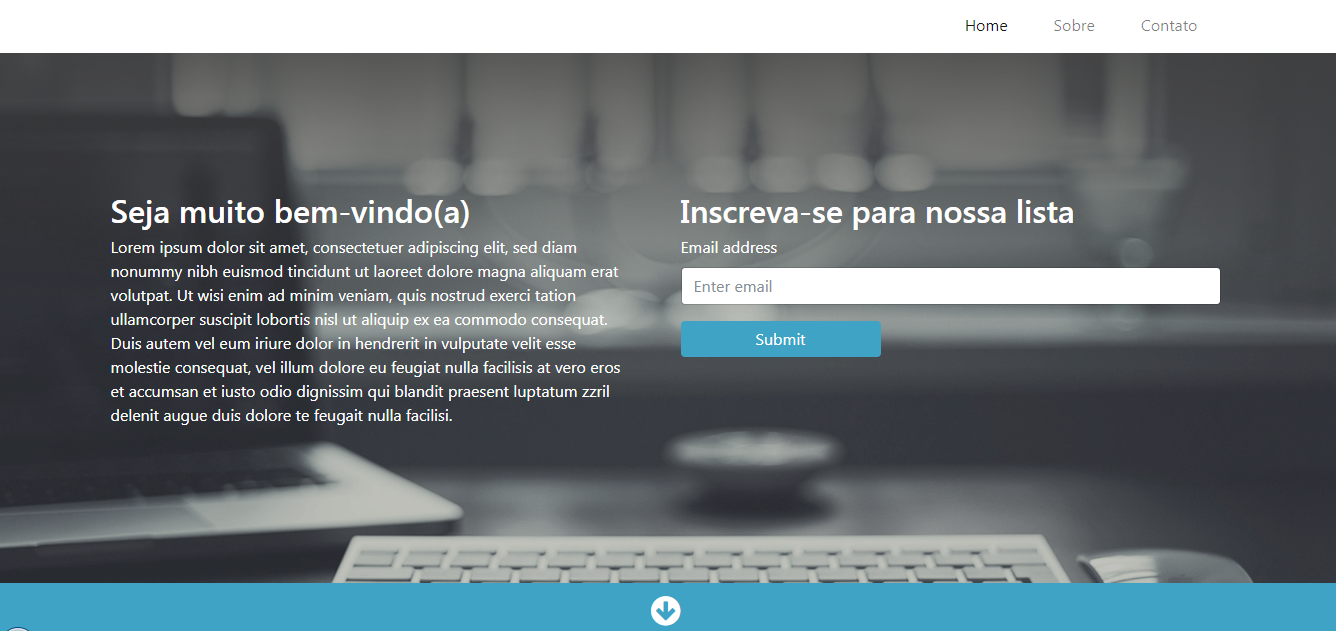 Home Sobre Contato
Seja muito bem-vindo(a)
Lorem ipsum dolor sit amet, consectetuer adipiscing elit, sed diam
nonummy nibh euismod tincidunt ut laoreet dolore magna aliquam erat
volutpat. Ut wisi enim ad minim veniam, quis nostrud exerci tation
ullamcorper suscipit lobortis nisl ut aliquip ex ea commodo consequat.
Duis autem vel eum iriure dolor in hendrerit in vulputate velit esse
molestie consequat, vel illum dolore eu feugiat nulla facilisis at vero eros
et accumsan et iusto odio dignissim qui blandit praesent luptatum zzril
delenit augue duis dolore te feugait nulla facilisi.
Inscreva-se para nossa lista
Email address
Enter email
Submit